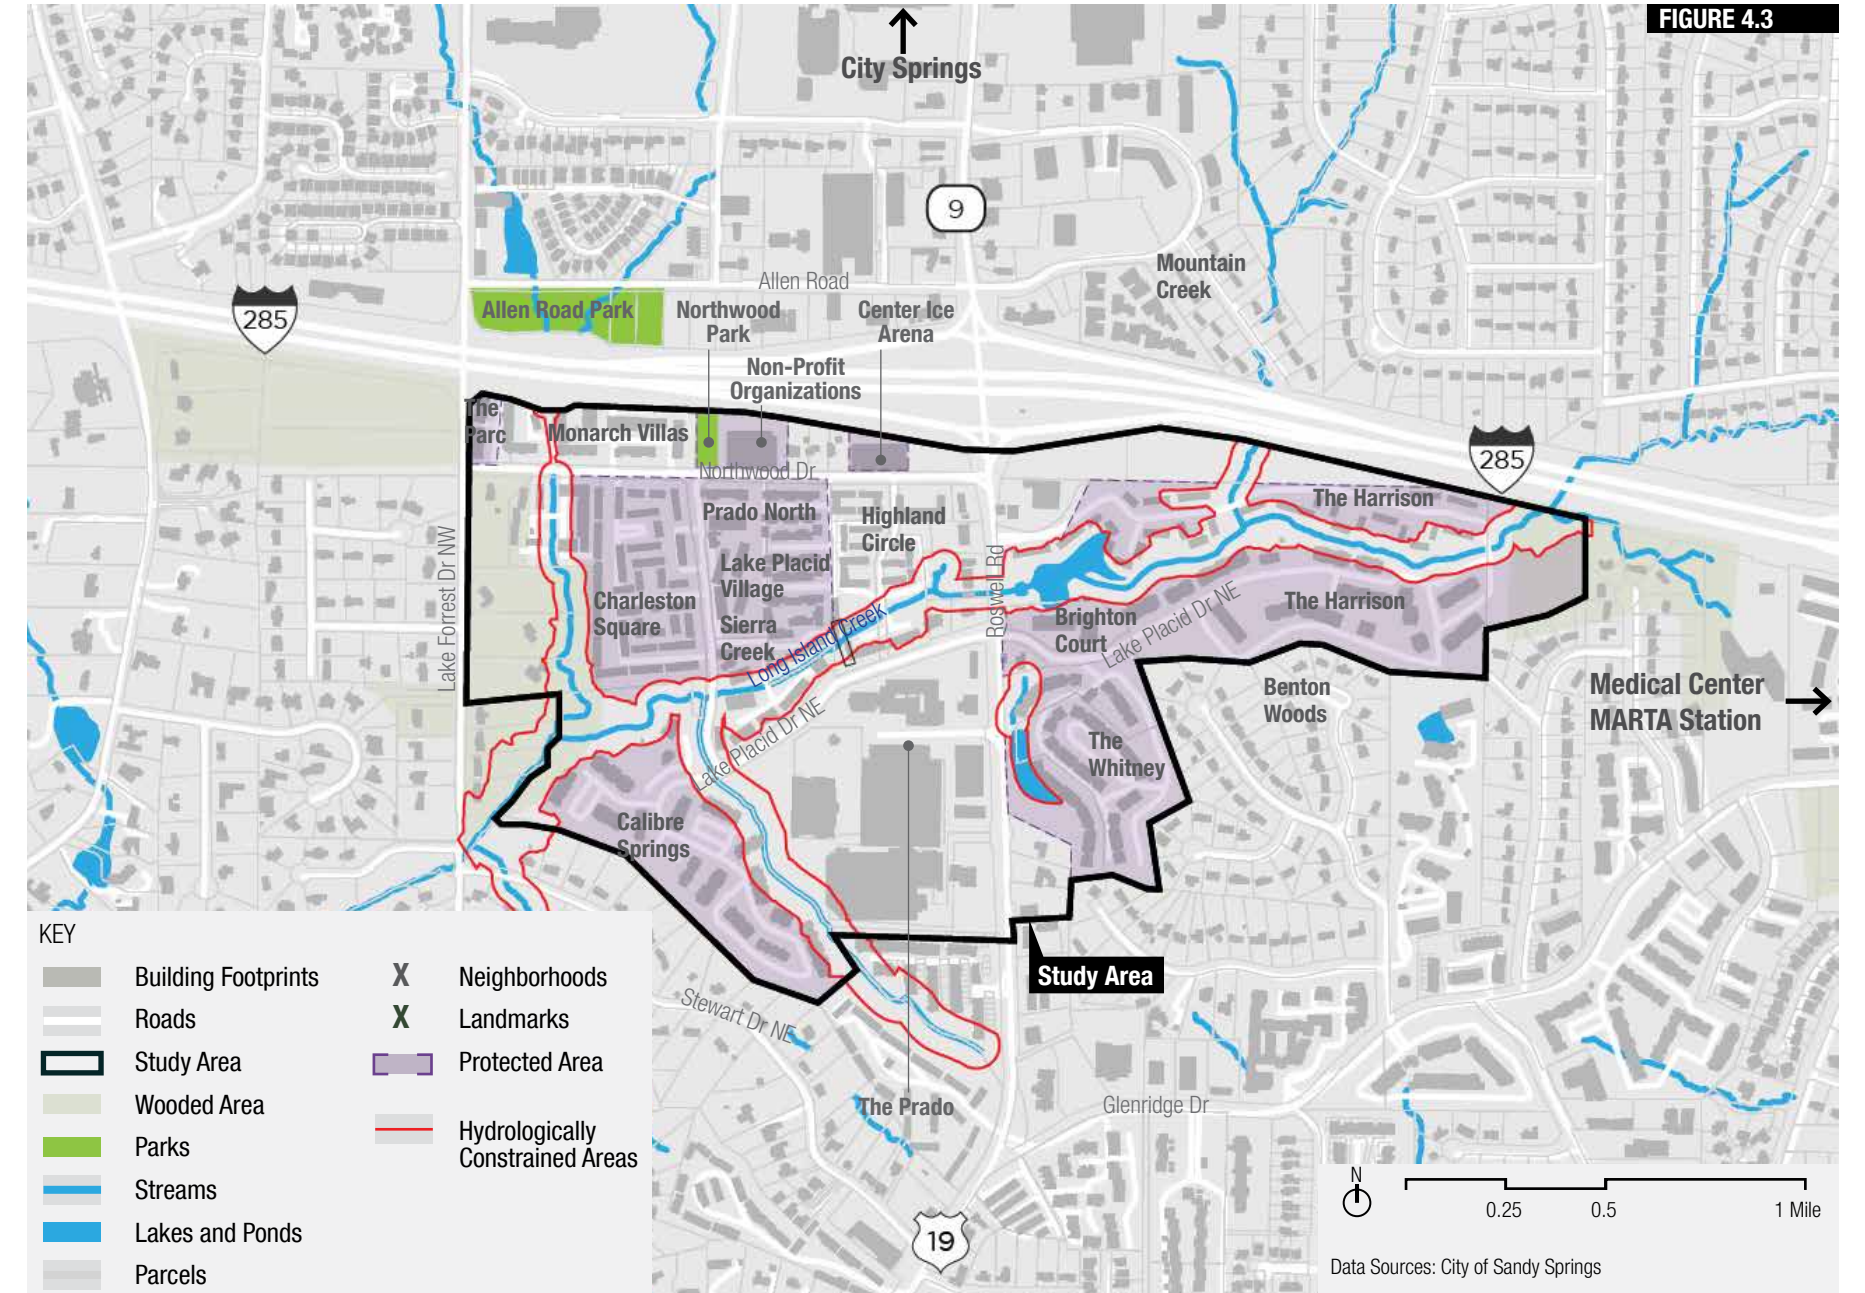 FIGURE 4.3
City Springs
9
Mountain
Creek
Allen Road
285
Allen Road Park
Northwood
Park
Center Ice
Arena
Non-Profit
Organizations
The
Parc
Monarch Villas
Northwood Dr
285
The Harrison
Prado North
Highland
Circle
Lake Forrest Dr NW
Lake Placid
Village
Roswell Rd
Charleston
Square
Sierra
Creek
Long Island Creek
Brighton
Court
Lake Placid Dr NE
The Harrison
Benton
Woods
Medical Center
MARTA Station
Lake Placid Dr NE
The
Whitney
Calibre
Springs
Study Area
Stewart Dr NE
The Prado
Glenridge Dr
19
KEY
Building Footprints
Roads
Study Area
Wooded Area
Parks
Streams
Lakes and Ponds
Parcels
X Neighborhoods
X Landmarks
Protected Area
Hydrologically
Constrained Areas
N
0.25 0.5 1 Mile
Data Sources: City of Sandy Springs